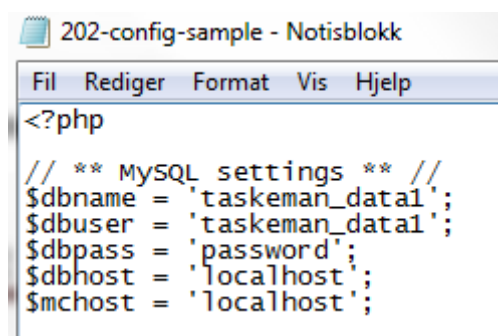 202-config-sample - Notisblokk
Fil Rediger Format Vis Hjelp
<?php
// ** MySQL settings ** //
$dbname = 'taskeman_data1';
$dbuser = 'taskeman_data1';
$dbpass = 'password';
$dbhost = 'localhost';
$mchost = 'localhost';